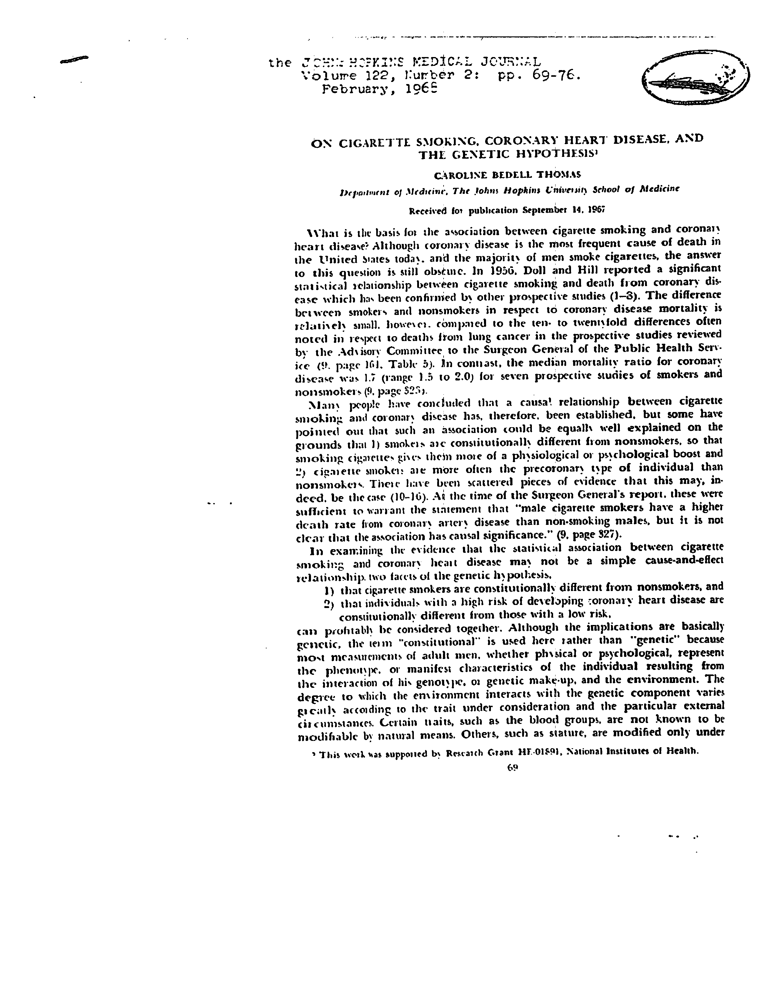 the JOHNS HOPKINS MEDICAL JOURNAL
Volume 122, Number 2: pp. 69-76.
February, 1968
ON CIGARETTE SMOKING, CORONARY HEART DISEASE, AND
THE GENETIC HYPOTHESIS¹
CAROLINE BEDELL THOMAS
Department of Medicine, The Johns Hopkins University School of Medicine
Received for publication September 14, 1967
What is the basis for the association between cigarette smoking and coronary
heart disease? Although coronary disease is the most frequent cause of death in
the United States today, and the majority of men smoke cigarettes, the answer
to this question is still obscure. In 1956, Doll and Hill reported a significant
statistical relationship between cigarette smoking and death from coronary dis-
ease which has been confirmed by other prospective studies (1–8). The difference
between smokers and nonsmokers in respect to coronary disease mortality is
relatively small, however, compared to the ten- to twentyfold differences often
noted in respect to deaths from lung cancer in the prospective studies reviewed
by the Advisory Committee to the Surgeon General of the Public Health Serv-
ice (9, page 161, Table 5). In contrast, the median mortality ratio for coronary
disease was 1.7 (range 1.5 to 2.0) for seven prospective studies of smokers and
nonsmokers (9, page 325).
Many people have concluded that a causal relationship between cigarette
smoking and coronary disease has, therefore, been established, but some have
pointed out that such an association could be equally well explained on the
grounds that 1) smokers are constitutionally different from nonsmokers, so that
smoking cigarettes gives them more of a physiological or psychological boost and
2) cigarette smokers are more often the precoronary type of individual than
nonsmokers. There have been scattered pieces of evidence that this may, in-
deed, be the case (10–16). At the time of the Surgeon General's report, these were
sufficient to warrant the statement that "male cigarette smokers have a higher
death rate from coronary artery disease than non-smoking males, but it is not
clear that the association has causal significance." (9, page 327).
In examining the evidence that the statistical association between cigarette
smoking and coronary heart disease may not be a simple cause-and-effect
relationship, two facets of the genetic hypothesis,
1) that cigarette smokers are constitutionally different from nonsmokers, and
2) that individuals with a high risk of developing coronary heart disease are
constitutionally different from those with a low risk,
can profitably be considered together. Although the implications are basically
genetic, the term "constitutional" is used here rather than "genetic" because
most measurements of adult men, whether physical or psychological, represent
the phenotype, or manifest characteristics of the individual resulting from
the interaction of his genotype, or genetic make-up, and the environment. The
degree to which the environment interacts with the genetic component varies
greatly according to the trait under consideration and the particular external
circumstances. Certain traits, such as the blood groups, are not known to be
modifiable by natural means. Others, such as stature, are modified only under
¹ This work was supported by Research Grant HE-01891, National Institutes of Health.
69